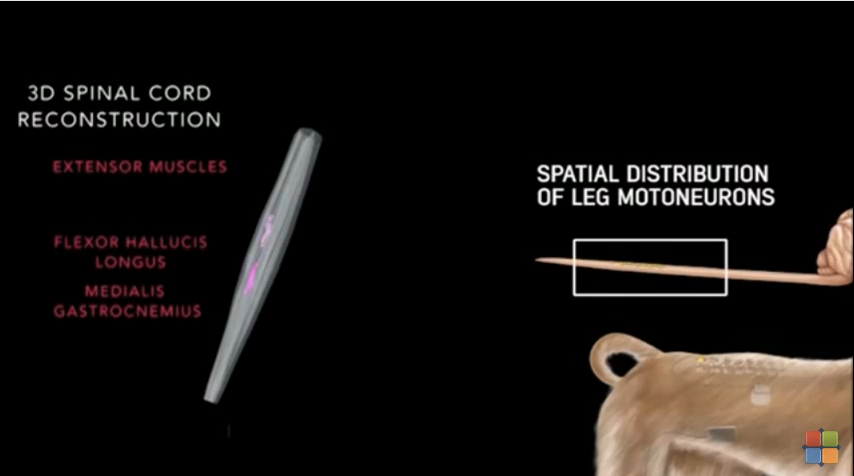 3D SPINAL CORD
RECONSTRUCTION
EXTENSOR MUSCLES
FLEXOR HALLUCIS
LONGUS
MEDIALIS
GASTROCNEMIUS
SPATIAL DISTRIBUTION
OF LEG MOTONEURONS